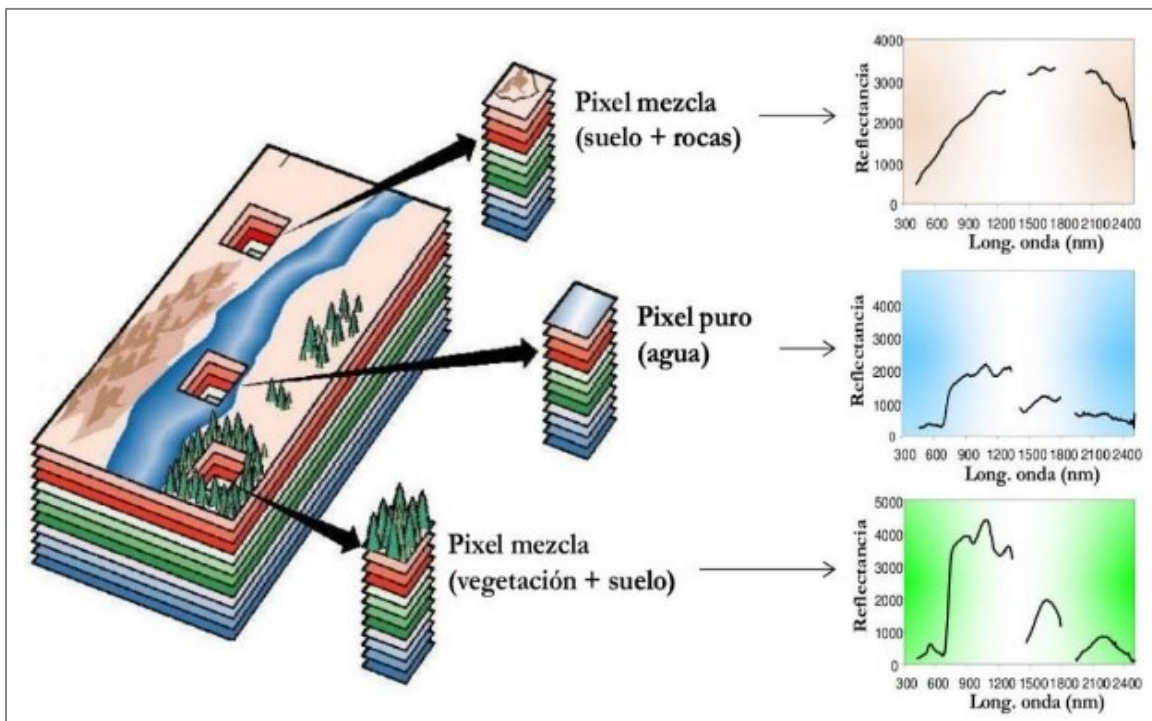 Pixel mezcla
(suelo + rocas)
Reflectancia
4000
3000
2000
1000
0
300 600 900 1200 1500 1800 2100 2400
Long. onda (nm)
Pixel puro
(agua)
Reflectancia
4000
3000
2000
1000
0
300 600 900 1200 1500 1800 2100 2400
Long. onda (nm)
Pixel mezcla
(vegetación + suelo)
Reflectancia
5000
4000
3000
2000
1000
0
300 600 900 1200 1500 1800 2100 2400
Long. onda (nm)